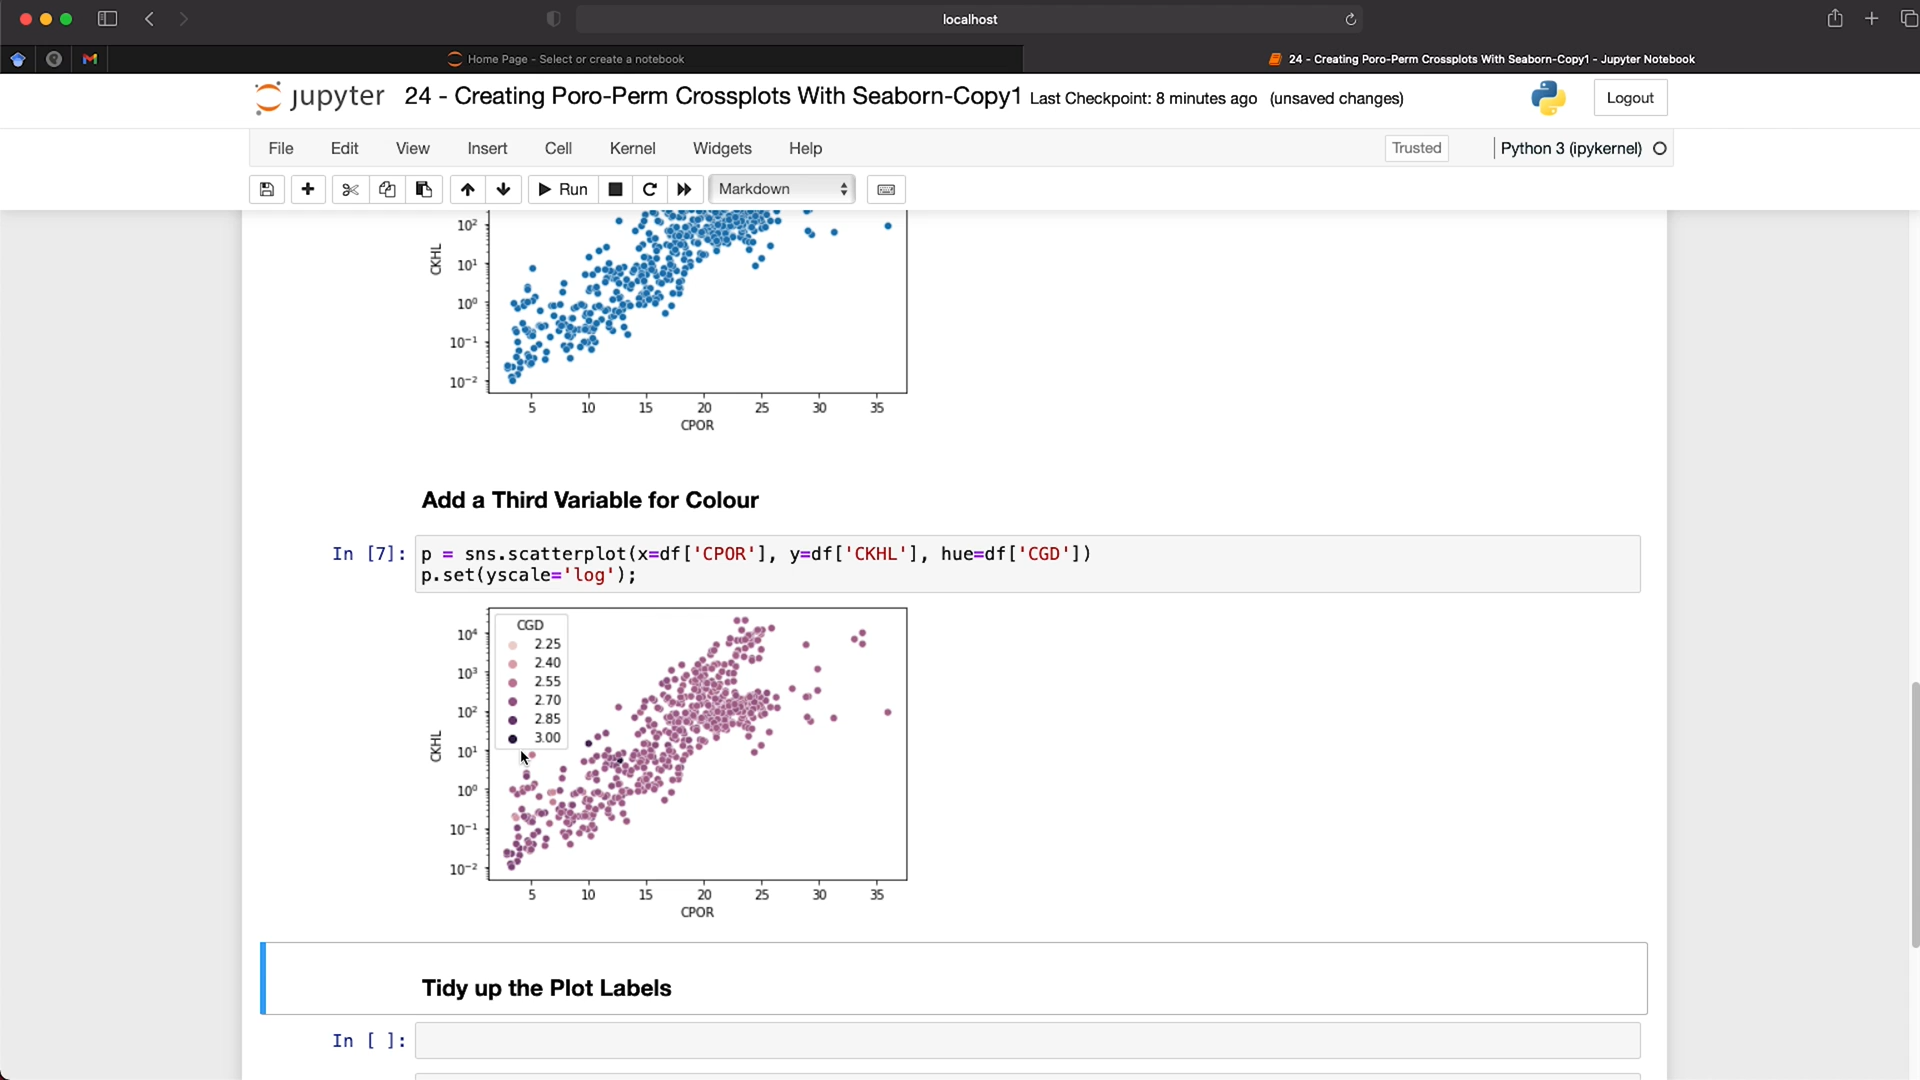 localhost
Home Page - Select or create a notebook
24 - Creating Poro-Perm Crossplots With Seaborn-Copy1 - Jupyter Notebook
jupyter 24 - Creating Poro-Perm Crossplots With Seaborn-Copy1 Last Checkpoint: 8 minutes ago (unsaved changes)
Logout
File Edit View Insert Cell Kernel Widgets Help
Trusted
Python 3 (ipykernel)
Run
Markdown
10²
10¹
10⁰
10⁻¹
10⁻²
CKHL
5 10 15 20 25 30 35
CPOR
Add a Third Variable for Colour
In [7]: p = sns.scatterplot(x=df['CPOR'], y=df['CKHL'], hue=df['CGD'])
p.set(yscale='log');
CGD
2.25
2.40
2.55
2.70
2.85
3.00
10⁴
10³
10²
10¹
10⁰
10⁻¹
10⁻²
CKHL
5 10 15 20 25 30 35
CPOR
Tidy up the Plot Labels
In [ ]: